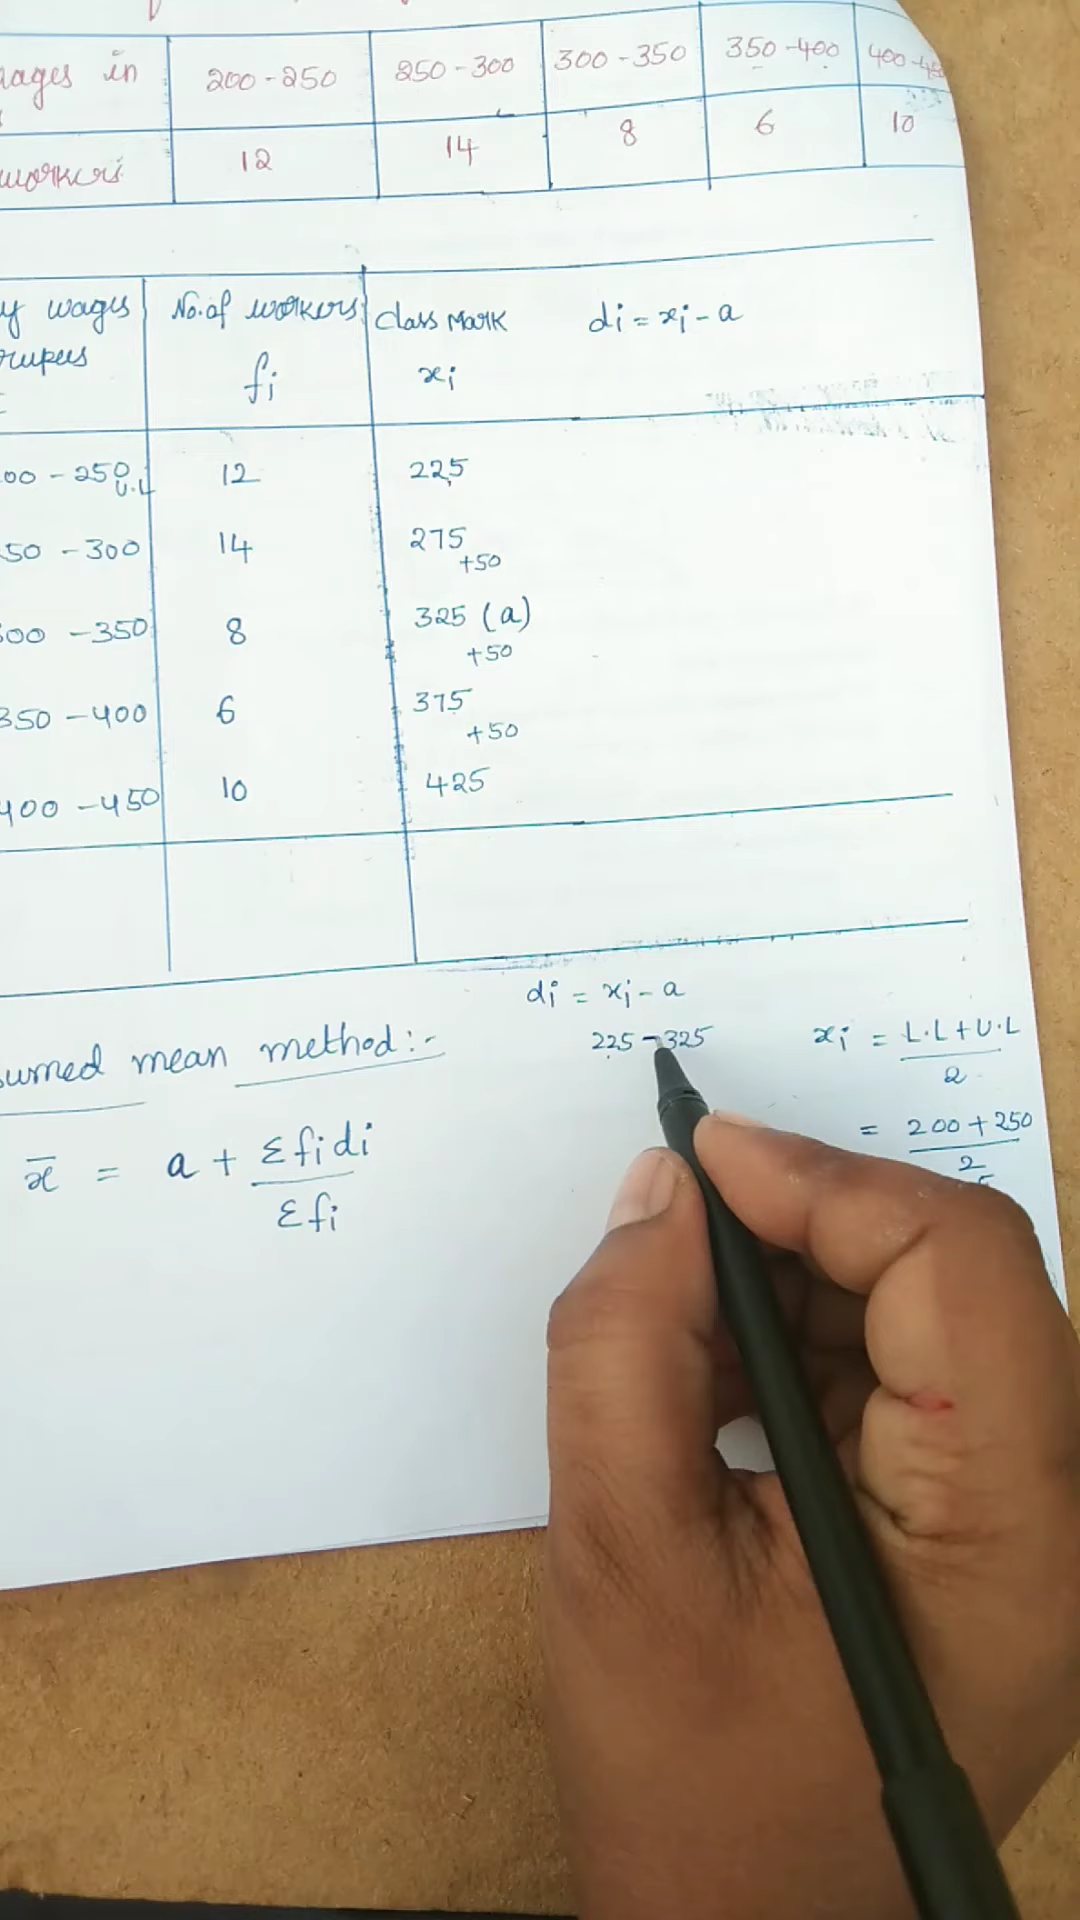 in
200-250 250-300 300-350 350-400
workers 12 14 8 6 10
wages No. of workers Class Mark di = xi - a
rupees fi xi
00-250 12 225
U.L
50-300 14 275
+50
300-350 8 325 (a)
+50
350-400 6 375
+50
400-450 10 425
di = xi - a
sumed mean method:-
225-325
xi = L.L+U.L
2
= 200+250
2
x̄ = a + Σfidi
Σfi